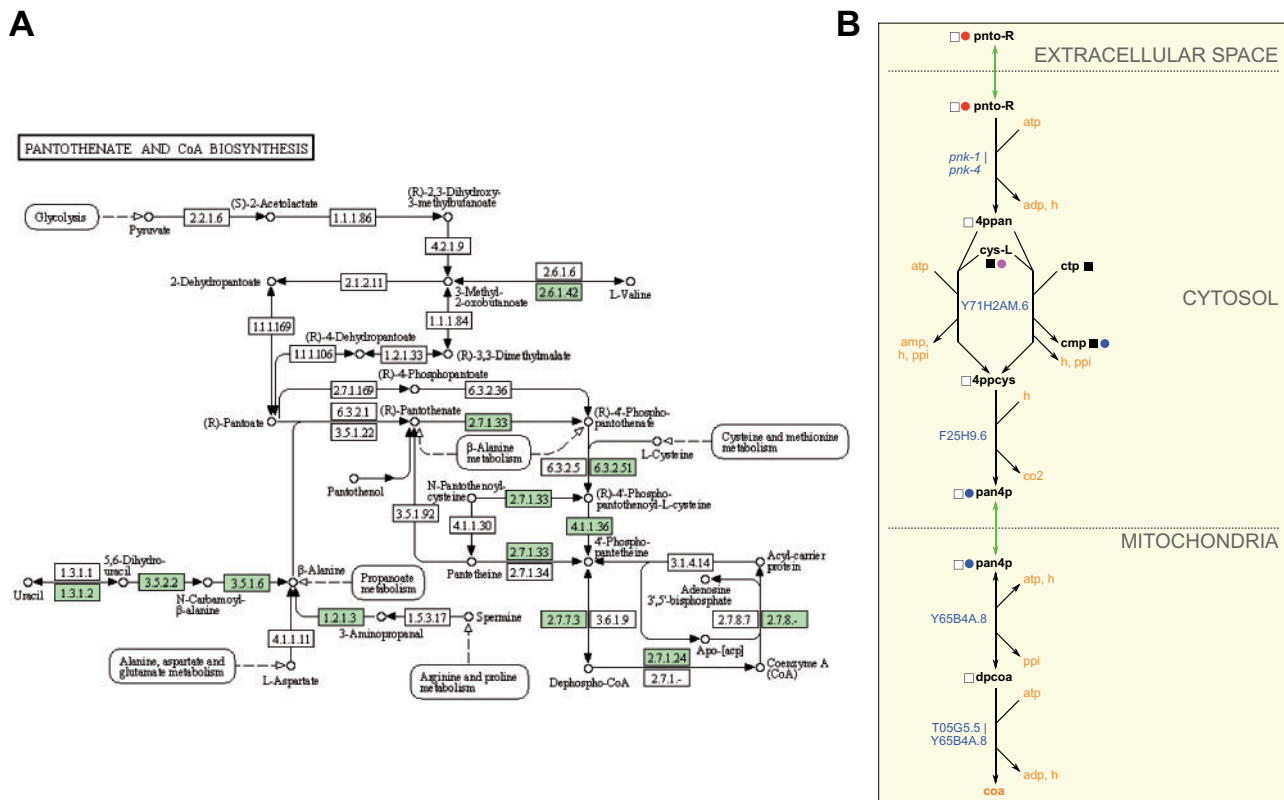 A
PANTOTHENATE AND CoA BIOSYNTHESIS
Glycolysis
Pyruvate
2.2.1.6
(S)-2-Acetolactate
1.1.1.86
(R)-2,3-Dihydroxy-
3-methylbutanoate
4.2.1.9
2-Dehydropantoate
2.1.2.11
3-Methyl-
2-oxobutanoate
2.6.1.6
2.6.1.42
L-Valine
1.1.1.169
1.1.1.84
(R)-4-Dehydropantoate
1.1.1.106
1.2.1.33
(R)-3,3-Dimethylmalate
(R)-4-Phosphopantoate
2.7.1.169
6.3.2.36
(R)-Pantoate
6.3.2.1
3.5.1.22
(R)-Pantothenate
2.7.1.33
(R)-4'-Phospho-
pantothenate
β-Alanine
metabolism
L-Cysteine
Cysteine and methionine
metabolism
6.3.2.5
6.3.2.51
Pantothenol
N-Pantothenoyl-
cysteine
2.7.1.33
(R)-4'-Phospho-
pantothenoyl-L-cysteine
3.5.1.92
4.1.1.30
4.1.1.36
4'-Phospho-
pantetheine
2.7.1.33
2.7.1.34
Pantetheine
3.1.4.14
Acyl-carrier
protein
Adenosine
3',5'-bisphosphate
5,6-Dihydro-
uracil
1.3.1.1
1.3.1.2
Uracil
3.5.2.2
N-Carbamoyl-
β-alanine
3.5.1.6
β-Alanine
Propanoate
metabolism
1.2.1.3
3-Aminopropanal
1.5.3.17
Spermine
2.7.7.3
3.6.1.9
2.7.8.7
2.7.8.-
Apo-[acp]
4.1.1.11
Alanine, aspartate and
glutamate metabolism
L-Aspartate
Arginine and proline
metabolism
Dephospho-CoA
2.7.1.24
2.7.1.-
Coenzyme A
(CoA)
B
pnto-R
EXTRACELLULAR SPACE
pnto-R
atp
pnk-1 |
pnk-4
adp, h
4ppan
cys-L
atp
ctp
Y71H2AM.6
CYTOSOL
amp,
h, ppi
cmp
h, ppi
4ppcys
h
F25H9.6
co2
pan4p
MITOCHONDRIA
pan4p
atp, h
Y65B4A.8
ppi
dpcoa
atp
T05G5.5 |
Y65B4A.8
adp, h
coa